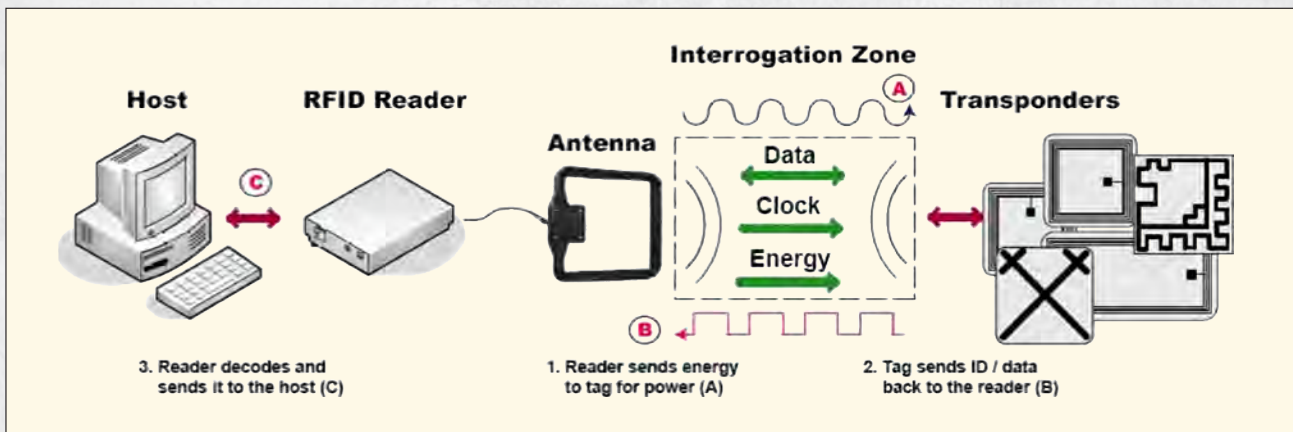 Interrogation Zone
A
Host
RFID Reader
Transponders
Antenna
Data
C
Clock
Energy
B
3. Reader decodes and
sends it to the host (C)
1. Reader sends energy
to tag for power (A)
2. Tag sends ID / data
back to the reader (B)